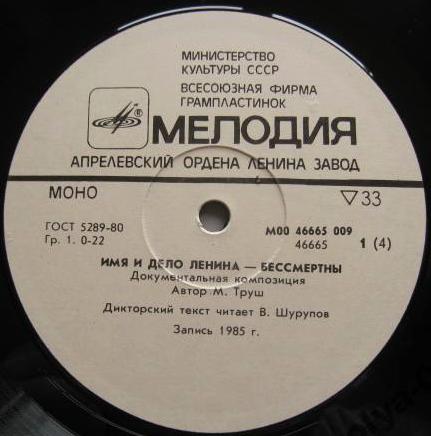 МИНИСТЕРСТВО
КУЛЬТУРЫ СССР
ВСЕСОЮЗНАЯ ФИРМА
ГРАМПЛАСТИНОК
МЕЛОДИЯ
АПРЕЛЕВСКИЙ ОРДЕНА ЛЕНИНА ЗАВОД
МОНО ▽33
ГОСТ 5289-80 М00 46665 009
Гр. 1. 0-22 46665 1 (4)
ИМЯ И ДЕЛО ЛЕНИНА — БЕССМЕРТНЫ
Документальная композиция
Автор М. Труш
Дикторский текст читает В. Шурупов
Запись 1985 г.